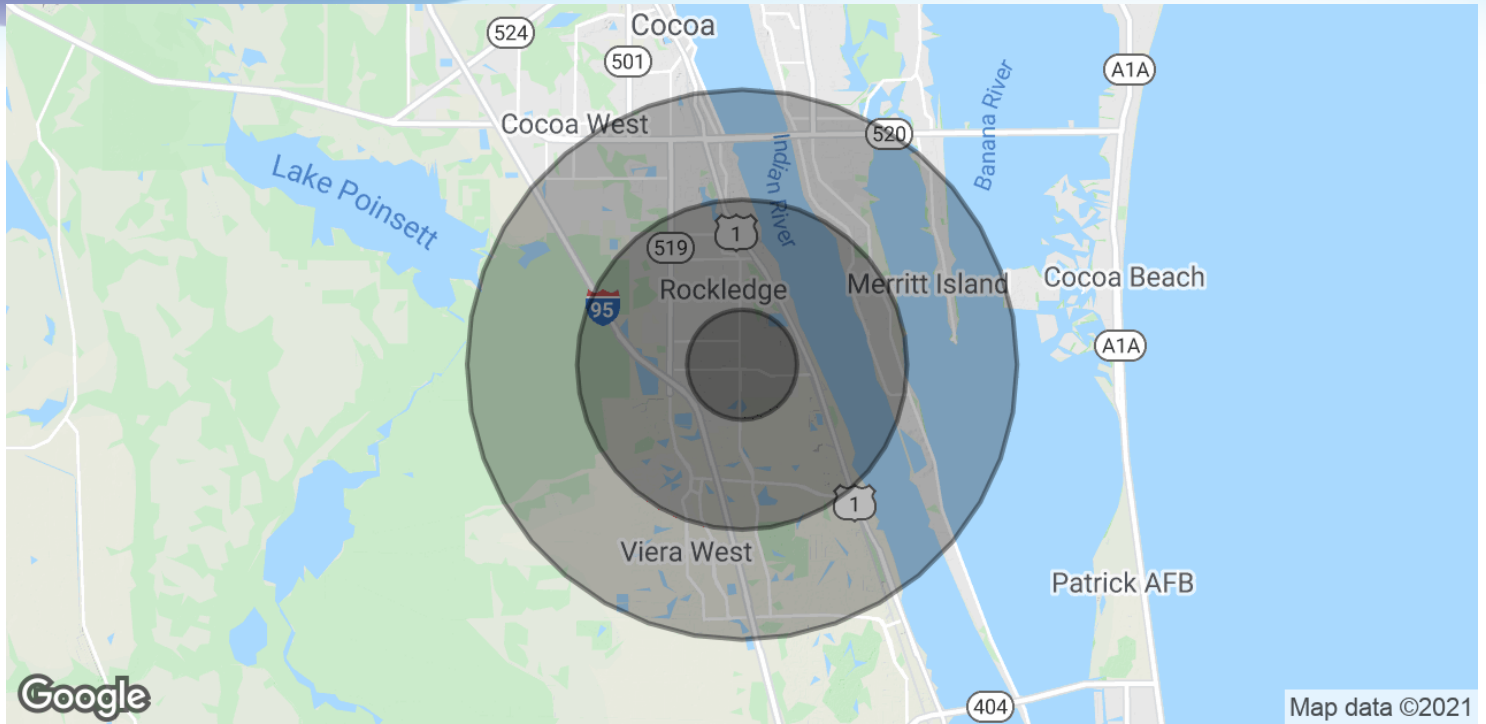 Cocoa
524
501
A1A
Cocoa West
520
Banana River
Indian River
Lake Poinsett
1
519
Rockledge
Merritt Island
Cocoa Beach
95
A1A
1
Viera West
Patrick AFB
404
Google
Map data ©2021